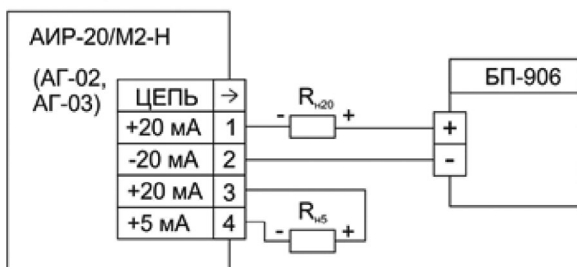 АИР-20/М2-Н
(АГ-02,
АГ-03)
ЦЕПЬ →
+20 мА 1
-20 мА 2
+20 мА 3
+5 мА 4
- Rн20 +
- Rн5 +
БП-906
+
-